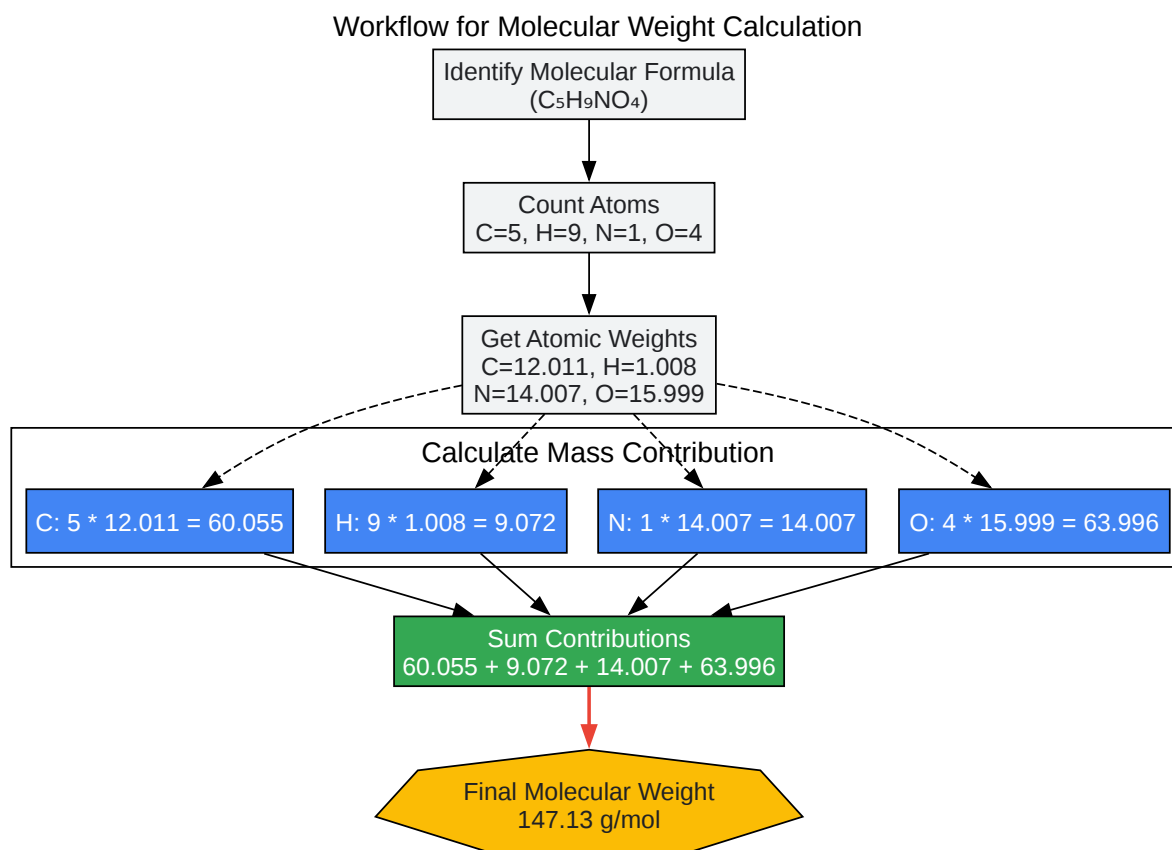 Workflow for Molecular Weight Calculation
Identify Molecular Formula
(C₅H₉NO₄)
Count Atoms
C=5, H=9, N=1, O=4
Get Atomic Weights
C=12.011, H=1.008
N=14.007, O=15.999
Calculate Mass Contribution
C: 5 * 12.011 = 60.055
H: 9 * 1.008 = 9.072
N: 1 * 14.007 = 14.007
O: 4 * 15.999 = 63.996
Sum Contributions
60.055 + 9.072 + 14.007 + 63.996
Final Molecular Weight
147.13 g/mol